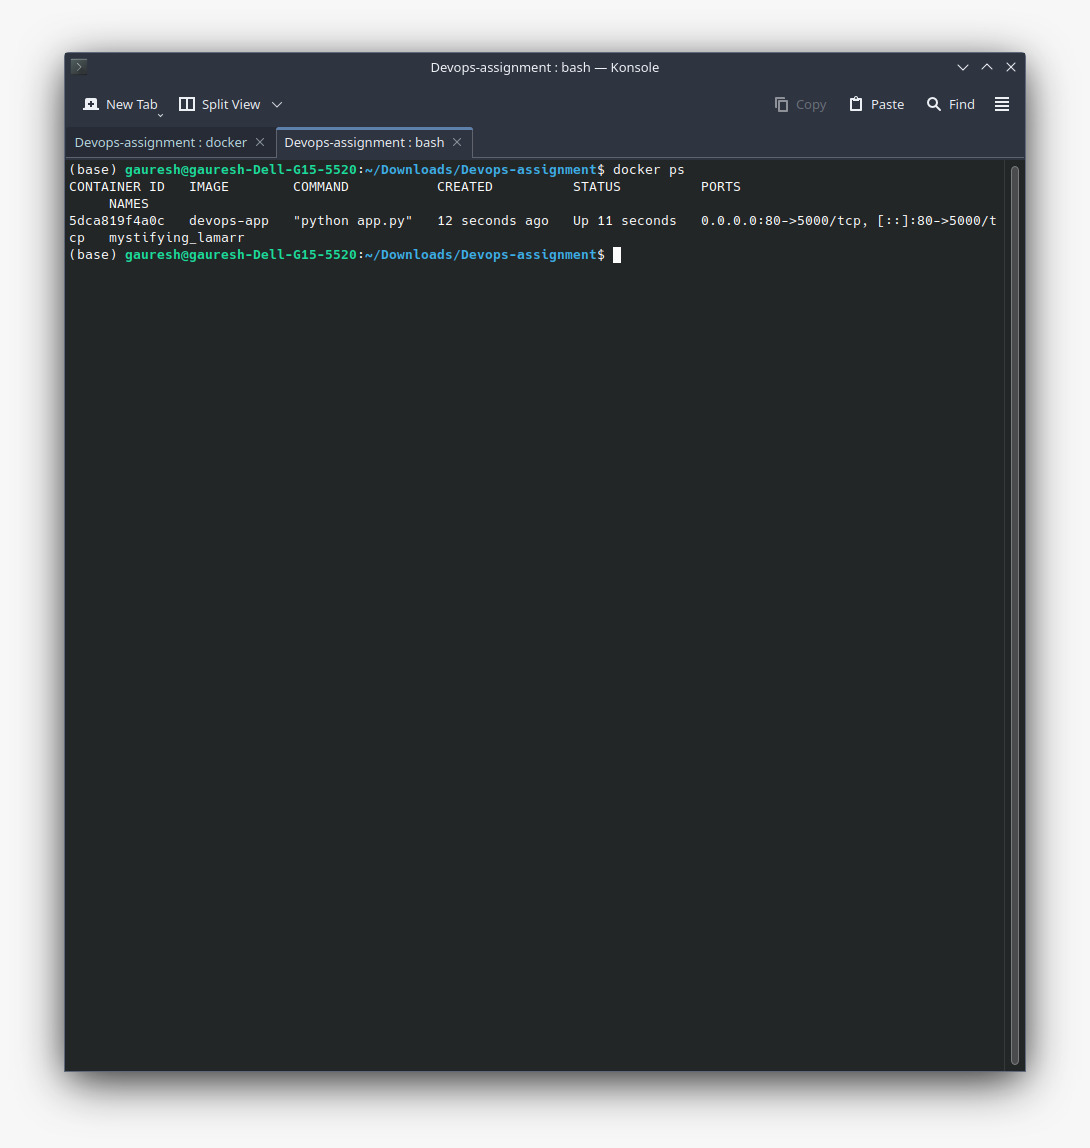 Devops-assignment : bash — Konsole
New Tab Split View Copy Paste Find
Devops-assignment : docker Devops-assignment : bash
(base) gauresh@gauresh-Dell-G15-5520:~/Downloads/Devops-assignment$ docker ps
CONTAINER ID   IMAGE        COMMAND           CREATED          STATUS          PORTS
     NAMES
5dca819f4a0c   devops-app   "python app.py"   12 seconds ago   Up 11 seconds   0.0.0.0:80->5000/tcp, [::]:80->5000/t
cp   mystifying_lamarr
(base) gauresh@gauresh-Dell-G15-5520:~/Downloads/Devops-assignment$